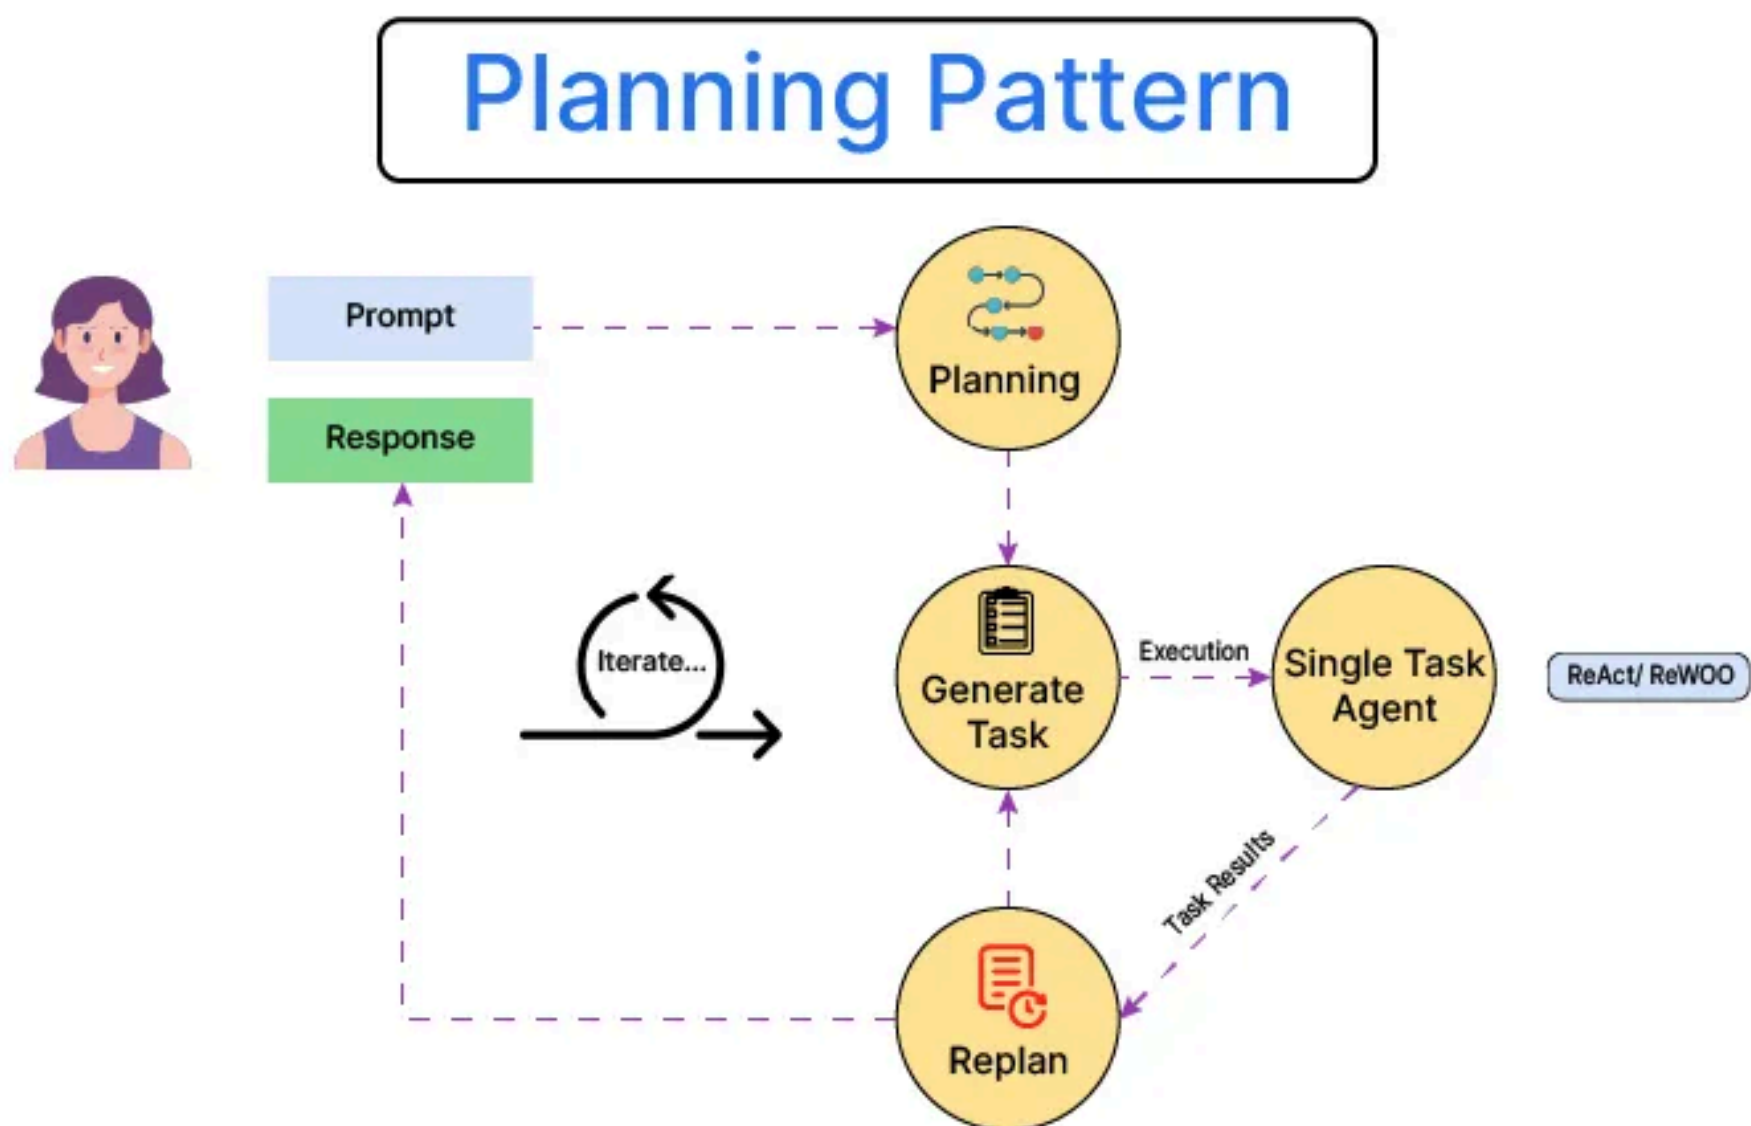 Planning Pattern
Prompt
Response
Planning
Iterate...
Generate
Task
Execution
Single Task
Agent
ReAct/ ReWOO
Task Results
Replan